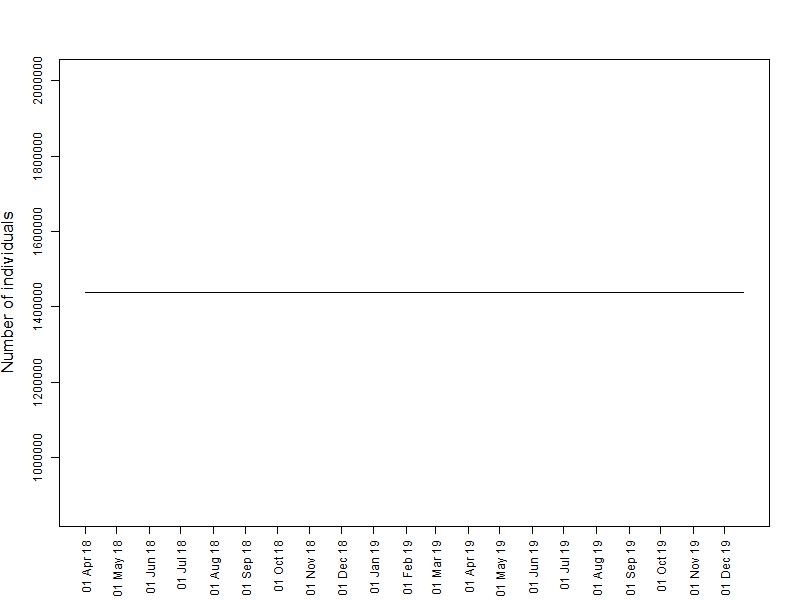 Number of individuals
2000000
1800000
1600000
1400000
1200000
1000000
01 Apr 18
01 May 18
01 Jun 18
01 Jul 18
01 Aug 18
01 Sep 18
01 Oct 18
01 Nov 18
01 Dec 18
01 Jan 19
01 Feb 19
01 Mar 19
01 Apr 19
01 May 19
01 Jun 19
01 Jul 19
01 Aug 19
01 Sep 19
01 Oct 19
01 Nov 19
01 Dec 19